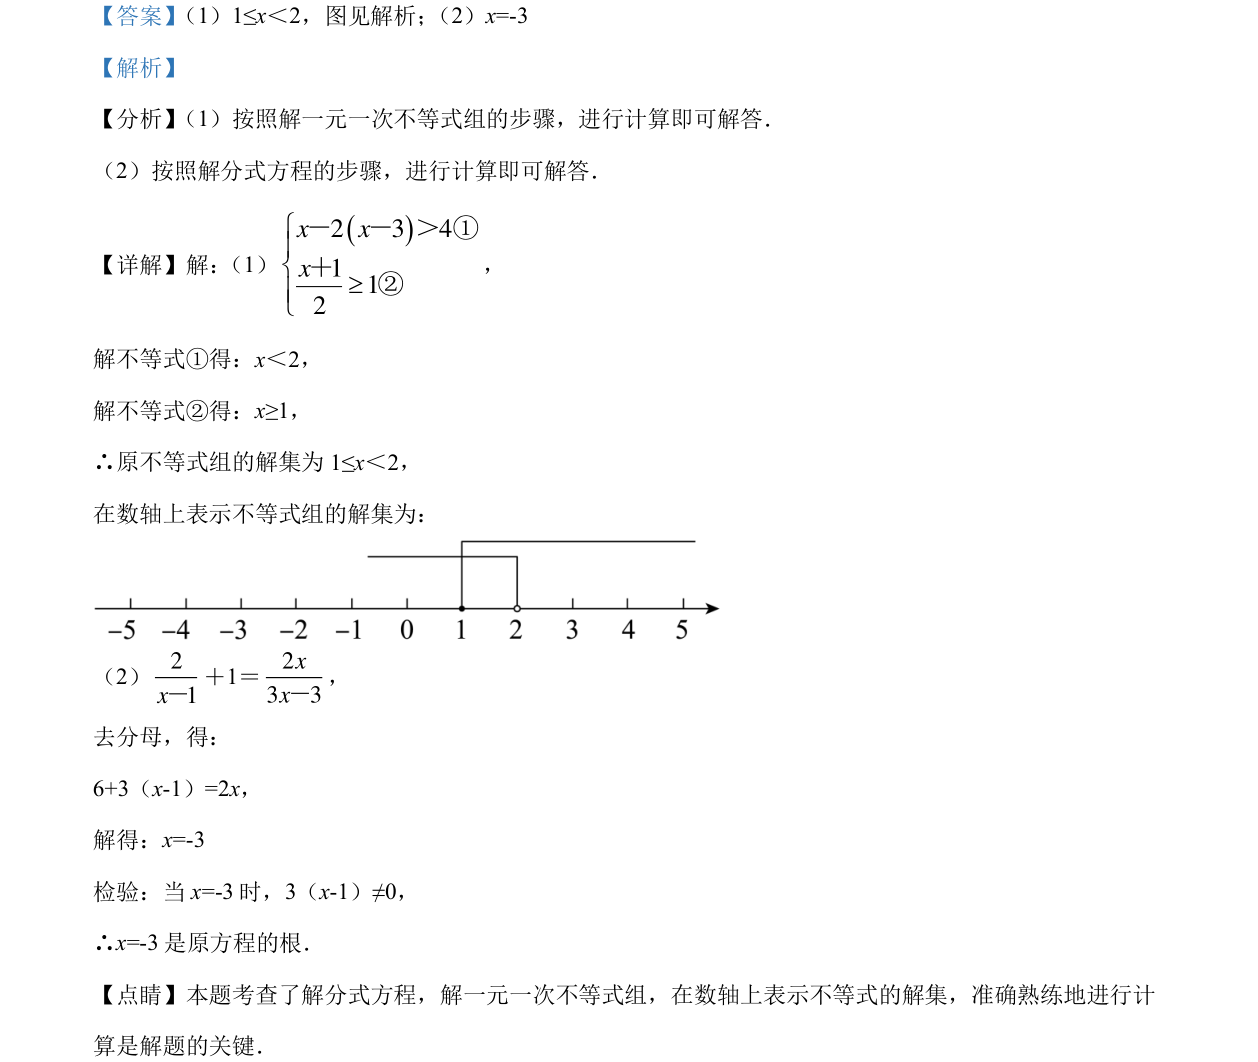 【答案】（1）1≤x＜2，图见解析；（2）x=-3
【解析】
【分析】（1）按照解一元一次不等式组的步骤，进行计算即可解答．
（2）按照解分式方程的步骤，进行计算即可解答．
【详解】解：（1）{x－2(x－3)＞4① (x＋1)/2≥1②，
解不等式①得：x＜2，
解不等式②得：x≥1，
∴原不等式组的解集为 1≤x＜2，
在数轴上表示不等式组的解集为：
−5 −4 −3 −2 −1 0 1 2 3 4 5
（2）2/(x－1)＋1＝2x/(3x－3)，
去分母，得：
6+3（x-1）=2x，
解得：x=-3
检验：当 x=-3 时，3（x-1）≠0，
∴x=-3 是原方程的根．
【点睛】本题考查了解分式方程，解一元一次不等式组，在数轴上表示不等式的解集，准确熟练地进行计
算是解题的关键．